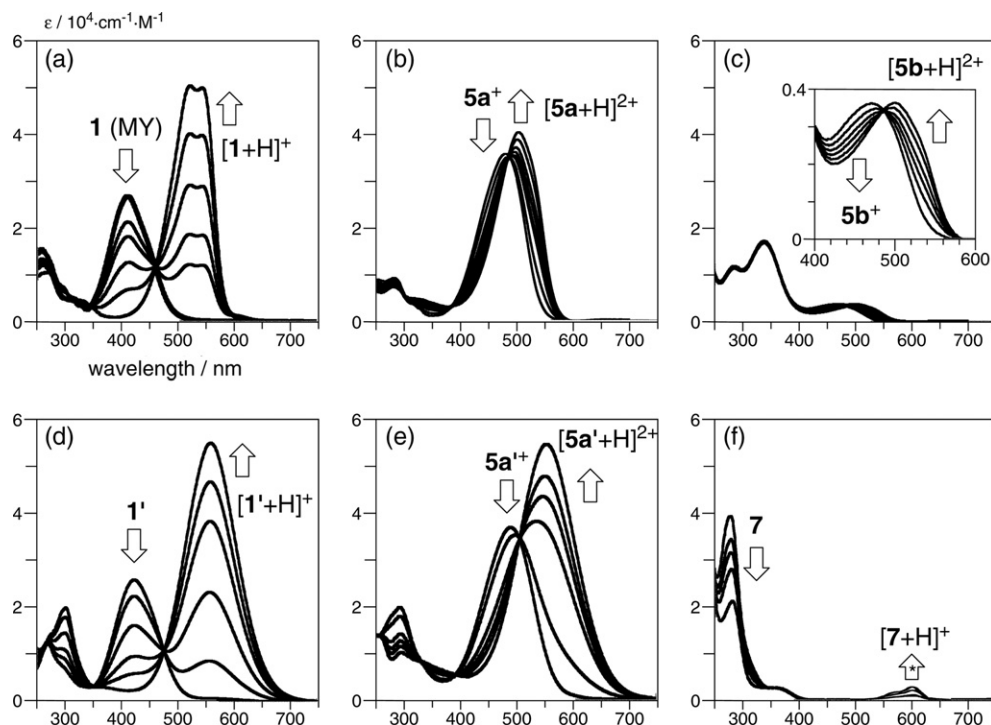 ε / 10⁴·cm⁻¹·M⁻¹
(a)
1 (MY)
[1+H]⁺
6
4
2
0
300 400 500 600 700
wavelength / nm
(b)
5a⁺
[5a+H]²⁺
6
4
2
0
300 400 500 600 700
(c)
[5b+H]²⁺
5b⁺
0.4
1
0
400 500 600
6
4
2
0
300 400 500 600 700
(d)
1'
[1'+H]⁺
6
4
2
0
300 400 500 600 700
(e)
5a'⁺
[5a'+H]²⁺
6
4
2
0
300 400 500 600 700
(f)
7
[7+H]⁺
*
6
4
2
0
300 400 500 600 700